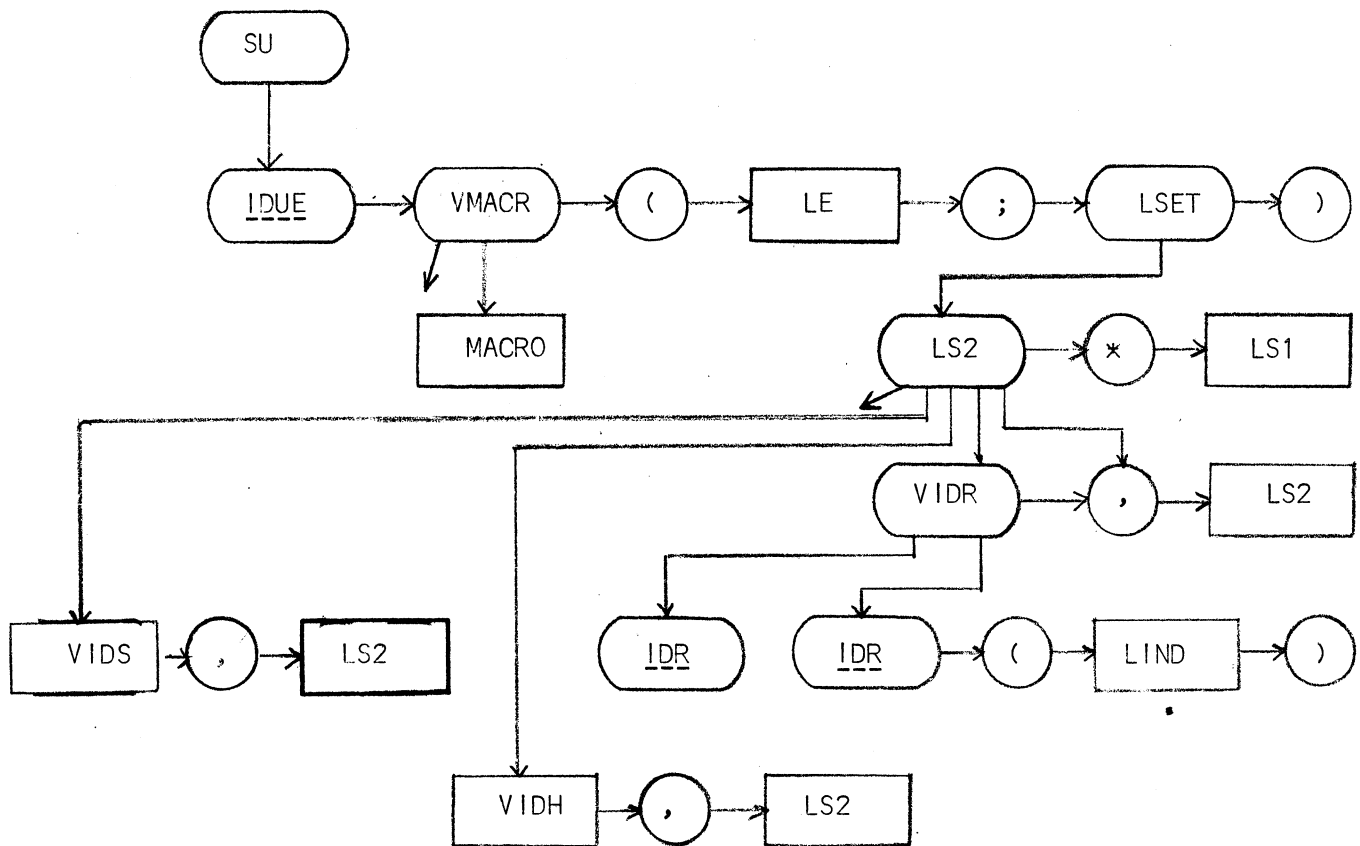 SU
IDUE VMACR ( LE ; LSET )
MACRO LS2 * LS1
VIDR , LS2
VIDS , LS2 IDR IDR ( LIND )
VIDH , LS2